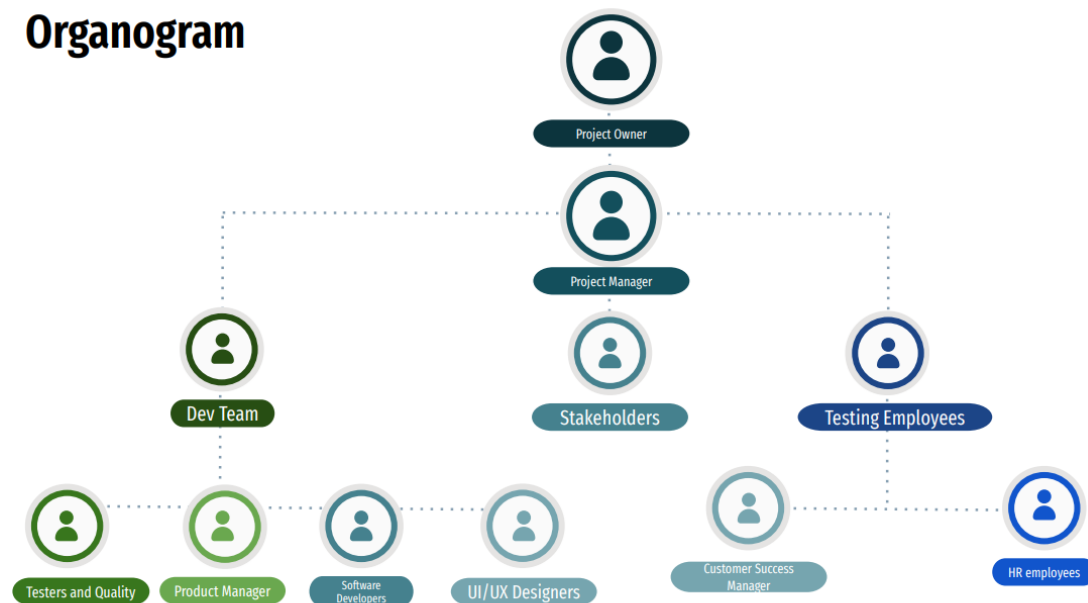 Organogram
Project Owner
Project Manager
Dev Team
Stakeholders
Testing Employees
Testers and Quality
Product Manager
Software
Developers
UI/UX Designers
Customer Success
Manager
HR employees